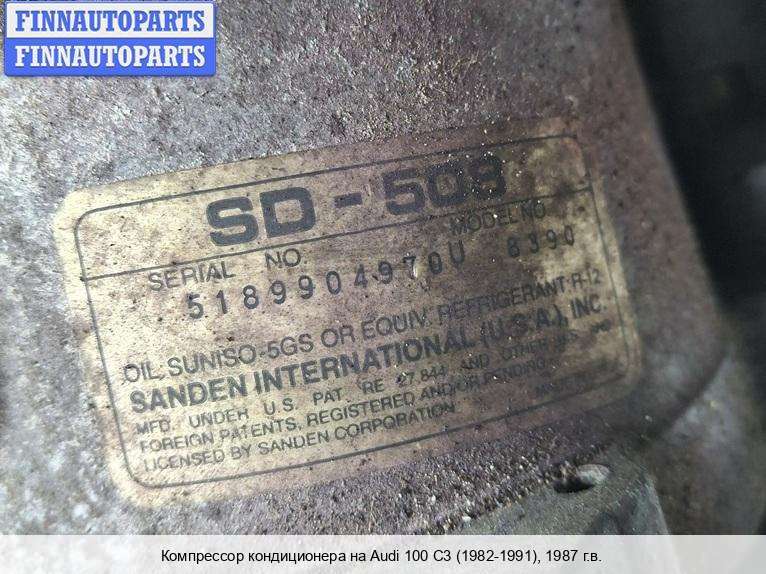 FINNAUTOPARTS
FINNAUTOPARTS
SD-509
SERIAL NO. MODEL NO
5189904970U 8390
OIL. SUNISO-5GS OR EQUIV. REFRIGERANT: R-12
SANDEN INTERNATIONAL (U.S.A.), INC.
MFD. UNDER U.S. PAT. RE 27,844, AND OTHER U.S. AND
FOREIGN PATENTS, REGISTERED AND/OR PENDING.
LICENSED BY SANDEN CORPORATION
Компрессор кондиционера на Audi 100 C3 (1982-1991), 1987 г.в.